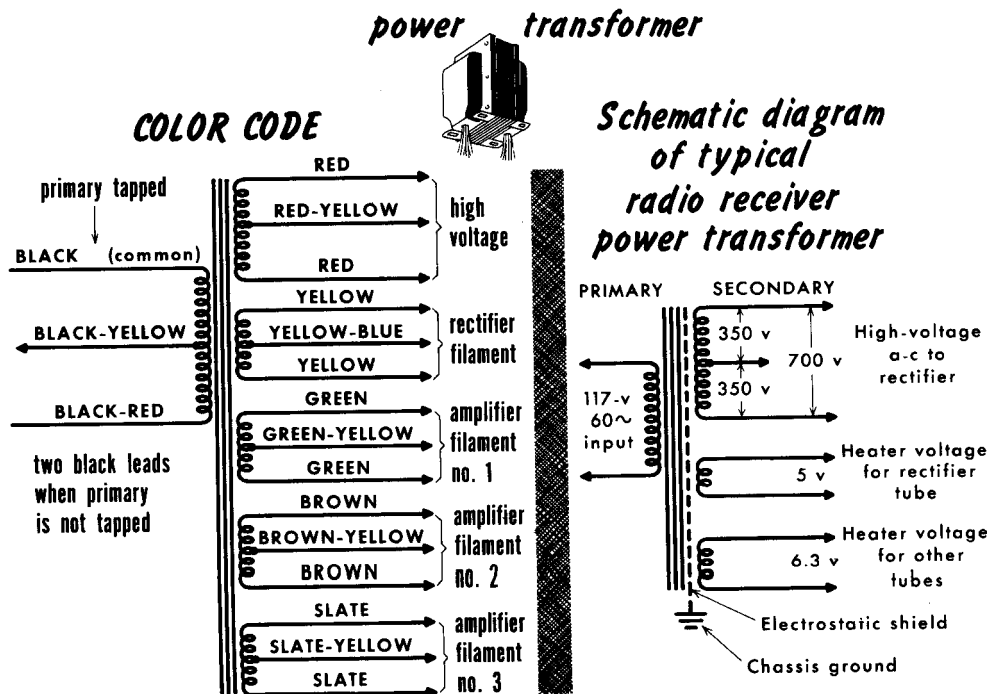 power transformer
COLOR CODE
primary tapped
BLACK (common)
BLACK-YELLOW
BLACK-RED
two black leads
when primary
is not tapped
RED
RED-YELLOW
RED
high
voltage
YELLOW
YELLOW-BLUE
YELLOW
rectifier
filament
GREEN
GREEN-YELLOW
GREEN
amplifier
filament
no. 1
BROWN
BROWN-YELLOW
BROWN
amplifier
filament
no. 2
SLATE
SLATE-YELLOW
SLATE
amplifier
filament
no. 3
Schematic diagram
of typical
radio receiver
power transformer
PRIMARY
SECONDARY
117-v
60~
input
350 v
700 v
350 v
High-voltage
a-c to
rectifier
5 v
Heater voltage
for rectifier
tube
6.3 v
Heater voltage
for other
tubes
Electrostatic shield
Chassis ground